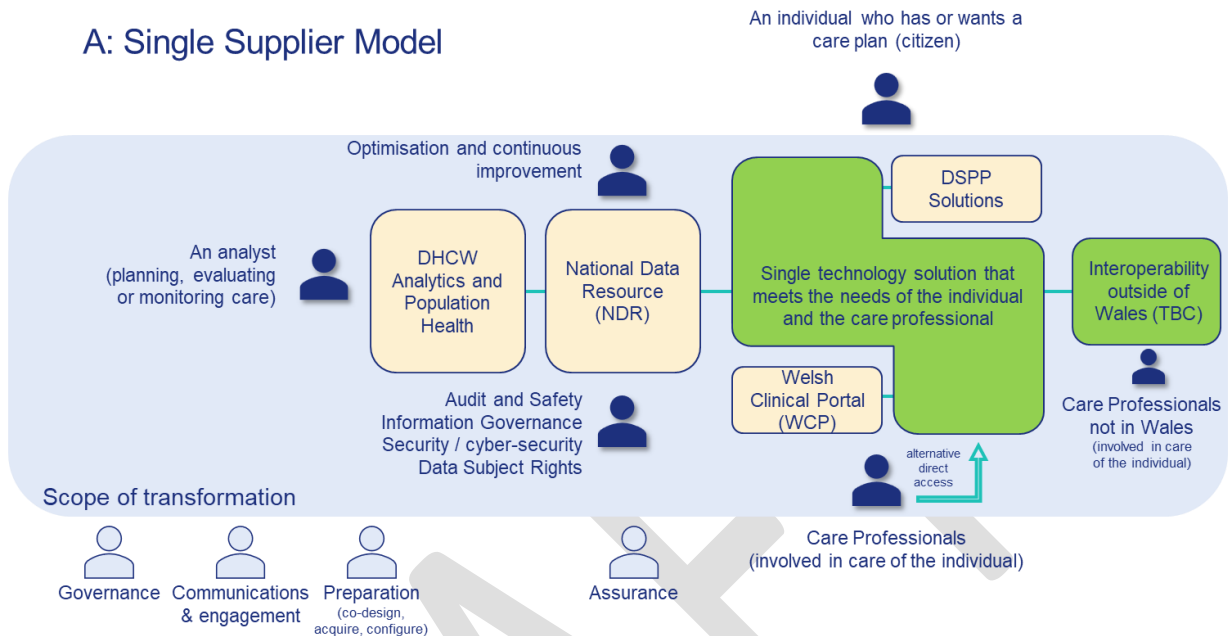 A: Single Supplier Model
An individual who has or wants a
care plan (citizen)
Optimisation and continuous
improvement
An analyst
(planning, evaluating
or monitoring care)
DHCW
Analytics and
Population
Health
National Data
Resource
(NDR)
DSPP
Solutions
Single technology solution that
meets the needs of the individual
and the care professional
Interoperability
outside of
Wales (TBC)
Welsh
Clinical Portal
(WCP)
Audit and Safety
Information Governance
Security / cyber-security
Data Subject Rights
Care Professionals
not in Wales
(involved in care
of the individual)
alternative
direct
access
Care Professionals
(involved in care of the individual)
Scope of transformation
Governance
Communications
& engagement
Preparation
(co-design,
acquire, configure)
Assurance